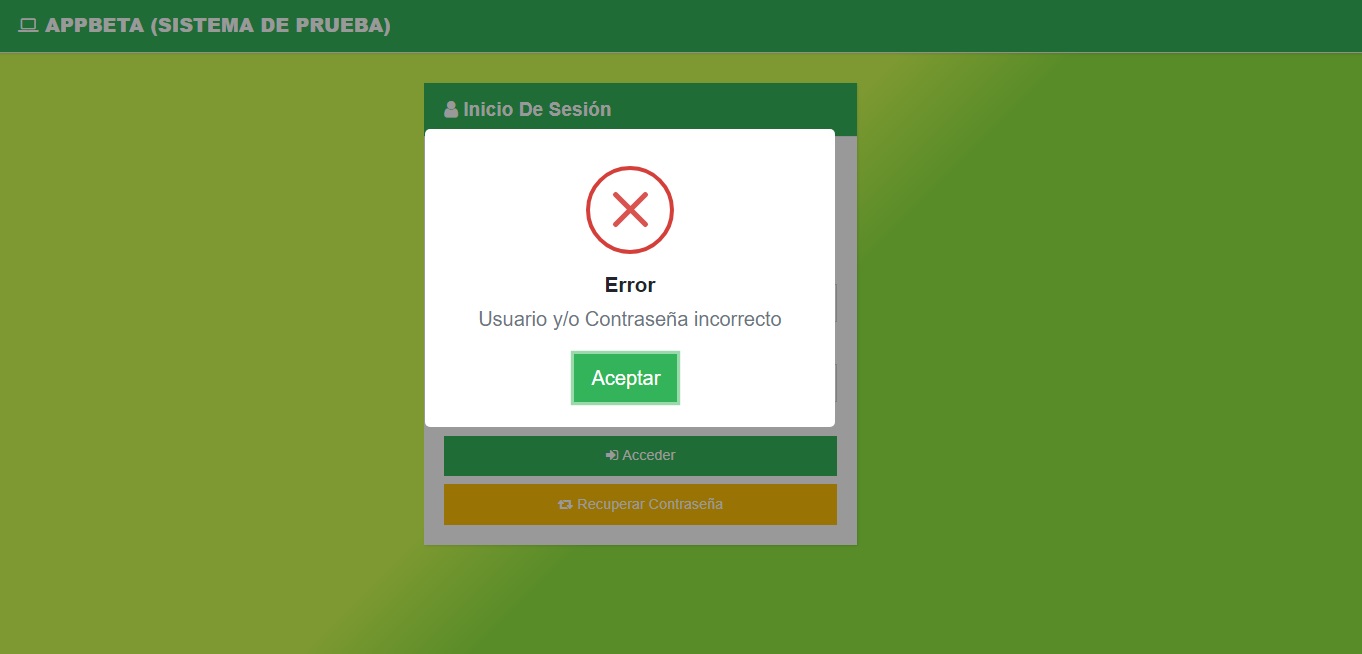 APPBETA (SISTEMA DE PRUEBA)
Inicio De Sesión
Error
Usuario y/o Contraseña incorrecto
Aceptar
Acceder
Recuperar Contraseña